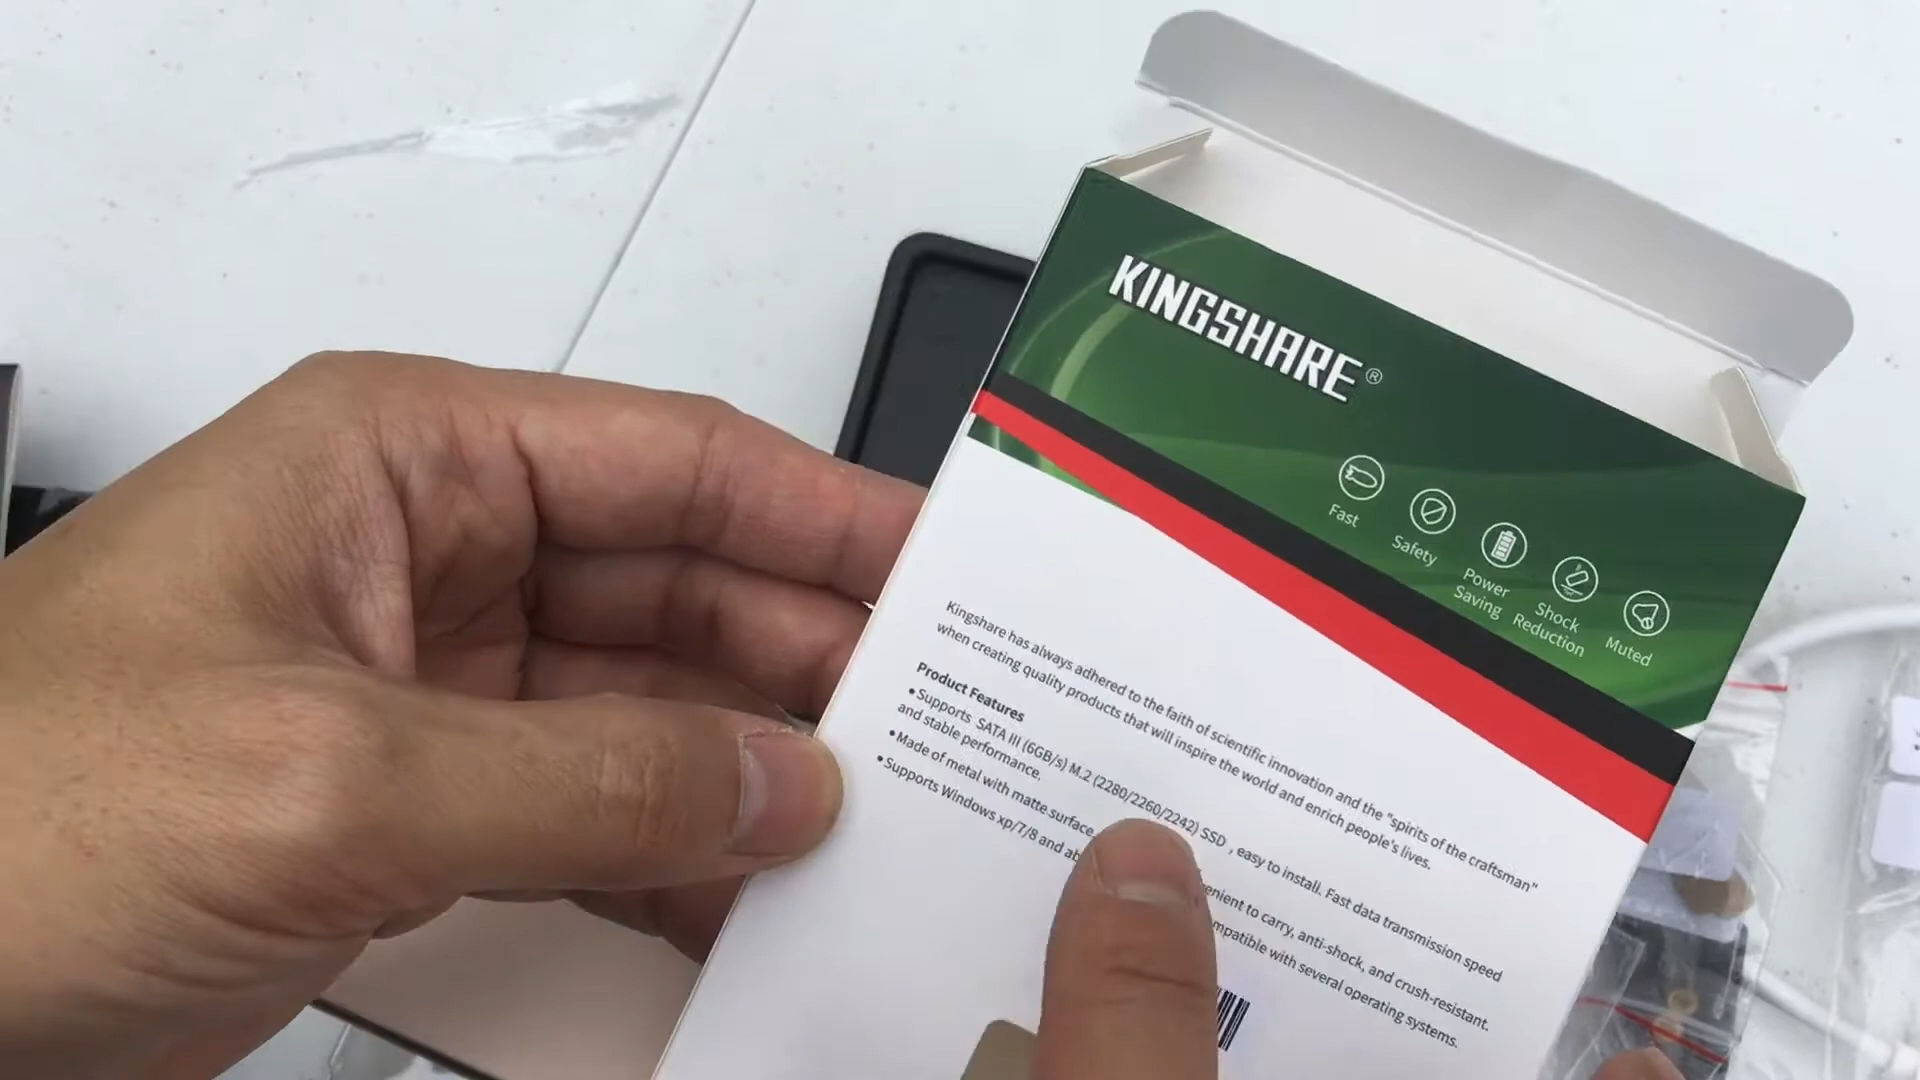 KINGSHARE®
Fast
Safety
Power
Saving
Shock
Reduction
Muted
Kingshare has always adhered to the faith of scientific innovation and the "spirits of the craftsman"
when creating quality products that will inspire the world and enrich people's lives.
Product Features
•Supports SATA III (6GB/s) M.2 (2280/2260/2242) SSD , easy to install. Fast data transmission speed
and stable performance.
•Made of metal with matte surface to carry, anti-shock, and crush-resistant.
•Supports Windows xp/7/8 and with several operating systems.